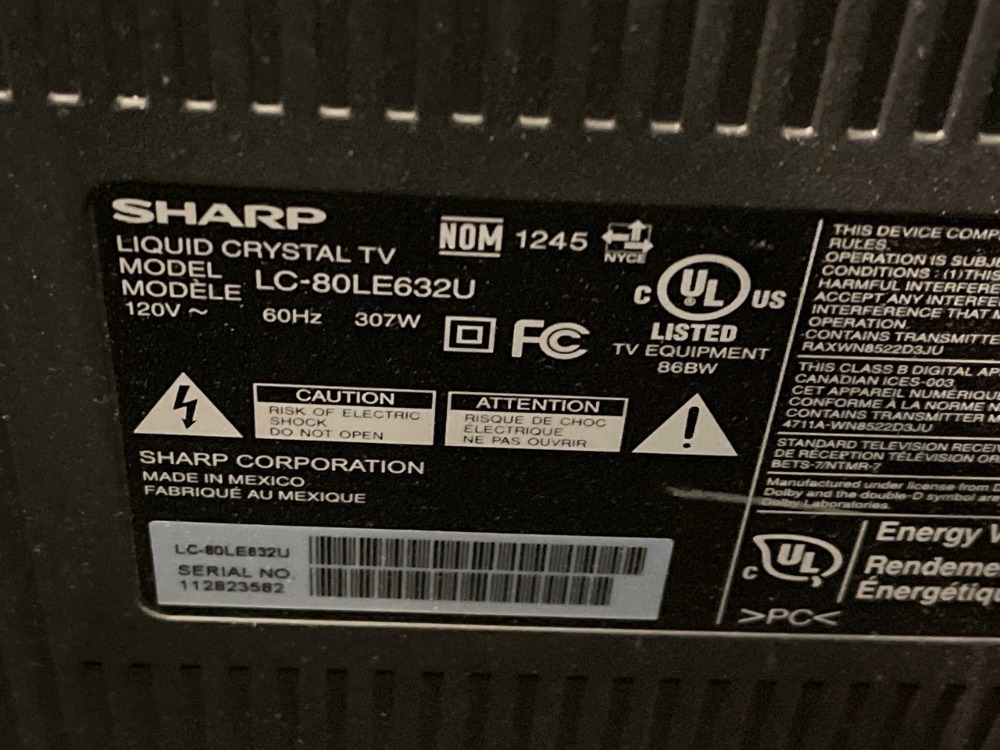 SHARP
LIQUID CRYSTAL TV
MODEL
MODÈLE LC-80LE632U
120V ~ 60Hz 307W
NOM 1245 NYCE
FC
C UL US
LISTED
TV EQUIPMENT
86BW
CAUTION
RISK OF ELECTRIC
SHOCK
DO NOT OPEN
ATTENTION
RISQUE DE CHOC
ÉLECTRIQUE
NE PAS OUVRIR
SHARP CORPORATION
MADE IN MEXICO
FABRIQUÉ AU MEXIQUE
LC-80LE632U
SERIAL NO.
112823582
THIS DEVICE COMP
RULES.
OPERATION IS SUBJE
CONDITIONS : (1)THIS
HARMFUL INTERFERE
ACCEPT ANY INTERFE
INTERFERENCE THAT M
OPERATION.
CONTAINS TRANSMITTE
RAXWN8522D3JU
THIS CLASS B DIGITAL AP
CANADIAN ICES-003.
CET APPAREIL NUMÉRIQU
CONFORME À LA NORME N
CONTAINS TRANSMITTER M
4711A-WN8522D3JU
STANDARD TELEVISION RECEI
DE RÉCEPTION TÉLÉVISION OR
BETS-7/NTMR-7
Manufactured under license from D
Dolby and the double-D symbol are
Dolby Laboratories.
C UL
Energy V
Rendeme
Énergétiqu
>PC<